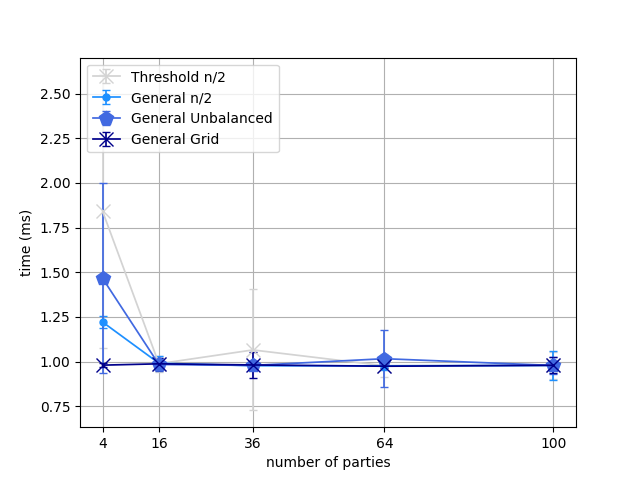 Threshold n/2
General n/2
General Unbalanced
General Grid
2.50
2.25
2.00
1.75
1.50
1.25
1.00
0.75
time (ms)
4 16 36 64 100
number of parties